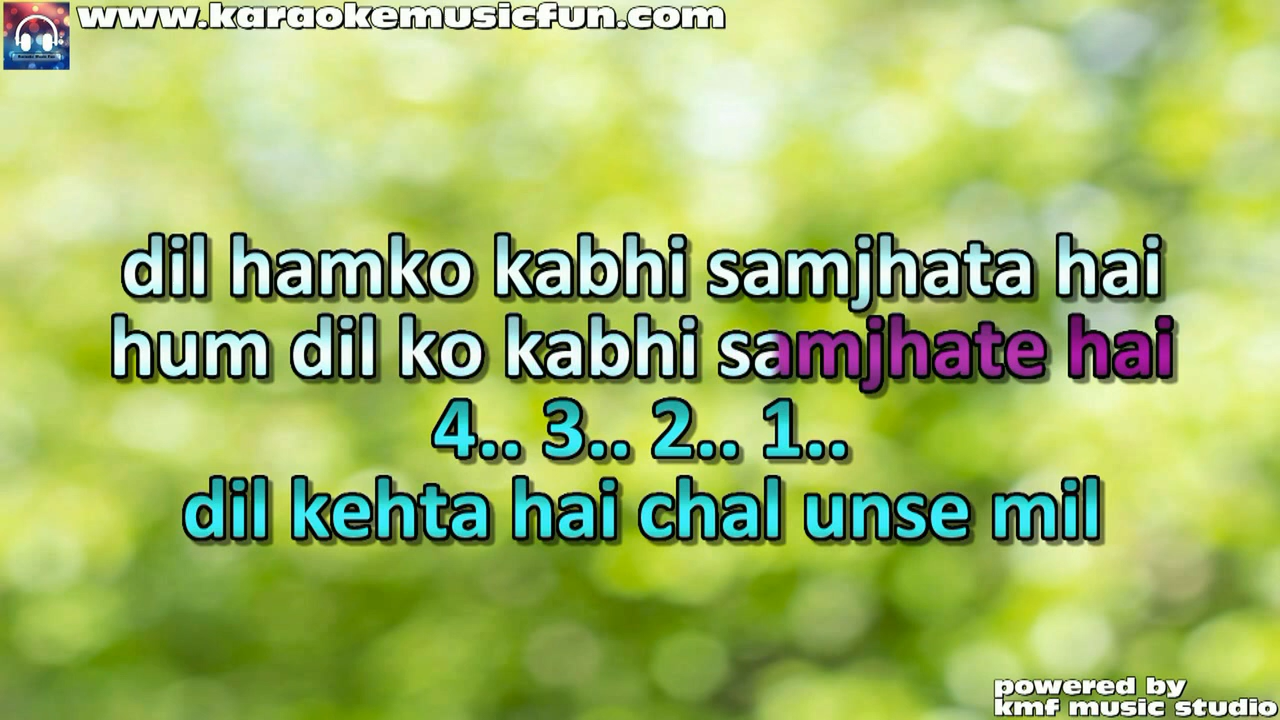 www.karaokemusicfun.com
dil hamko kabhi samjhata hai
hum dil ko kabhi samjhate hai
4.. 3.. 2.. 1..
dil kehta hai chal unse mil
powered by
kmf music studio